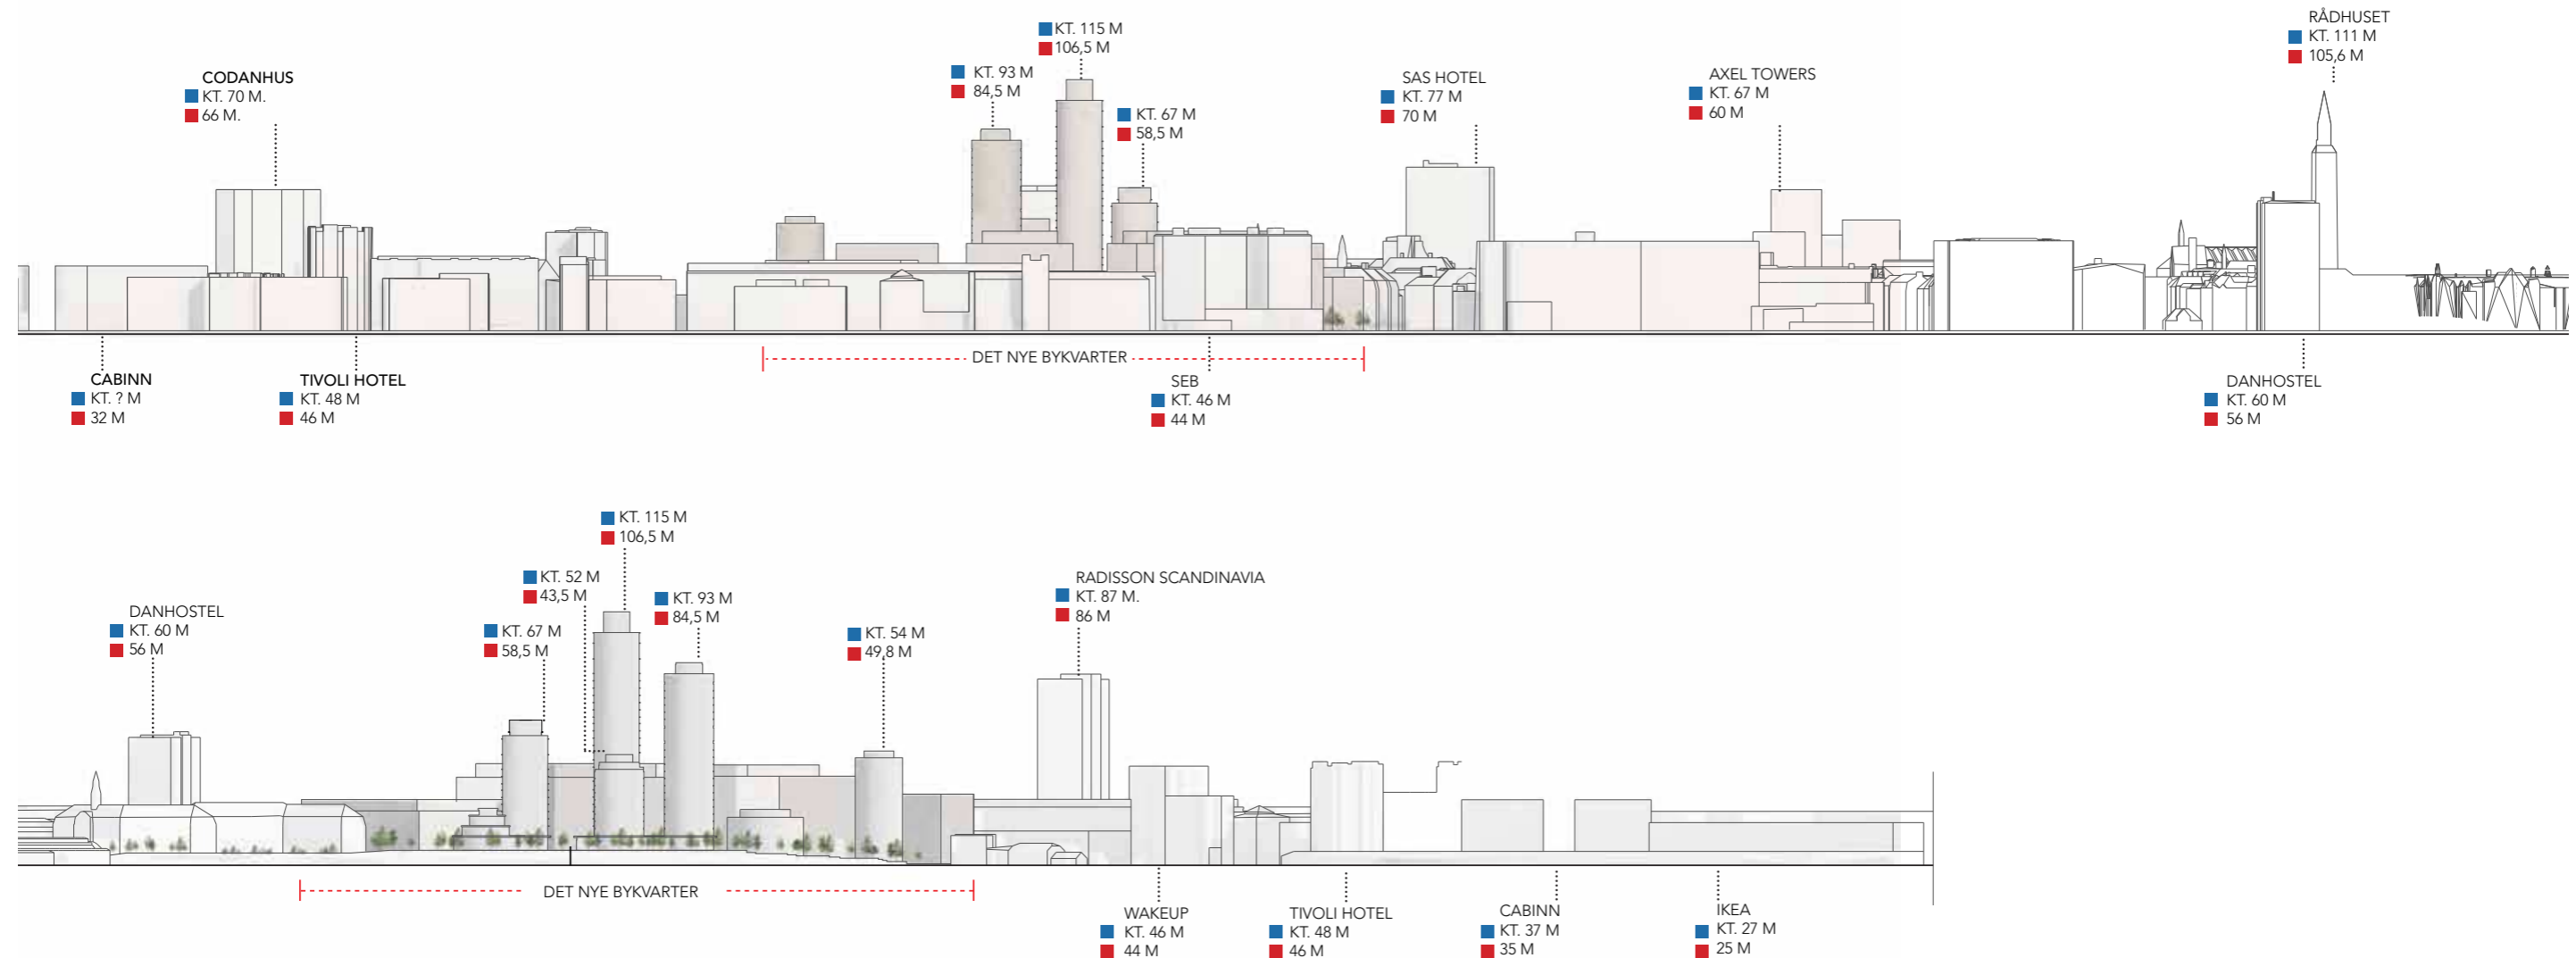 CODANHUS
KT. 70 M.
66 M.
KT. 93 M
84,5 M
KT. 115 M
106,5 M
KT. 67 M
58,5 M
SAS HOTEL
KT. 77 M
70 M
AXEL TOWERS
KT. 67 M
60 M
RÅDHUSET
KT. 111 M
105,6 M
DET NYE BYKVARTER
CABINN
KT. ? M
32 M
TIVOLI HOTEL
KT. 48 M
46 M
SEB
KT. 46 M
44 M
DANHOSTEL
KT. 60 M
56 M
DANHOSTEL
KT. 60 M
56 M
KT. 67 M
58,5 M
KT. 52 M
43,5 M
KT. 115 M
106,5 M
KT. 93 M
84,5 M
KT. 54 M
49,8 M
RADISSON SCANDINAVIA
KT. 87 M.
86 M
DET NYE BYKVARTER
WAKEUP
KT. 46 M
44 M
TIVOLI HOTEL
KT. 48 M
46 M
CABINN
KT. 37 M
35 M
IKEA
KT. 27 M
25 M